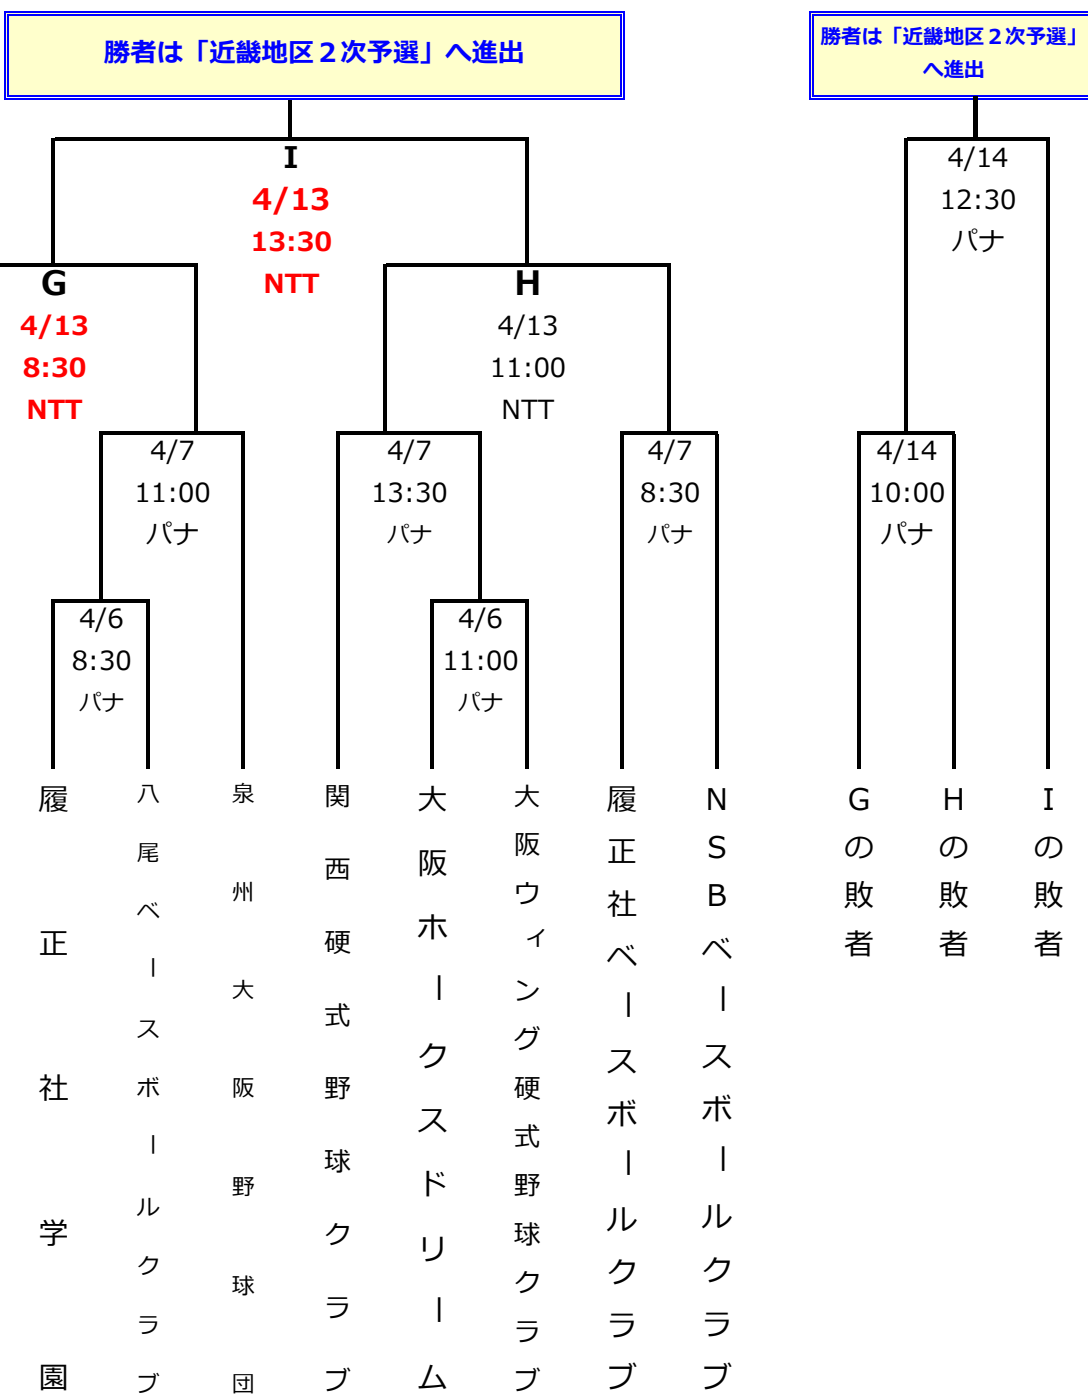 勝者は「近畿地区２次予選」へ進出
勝者は「近畿地区２次予選」
へ進出
I
4/13
13:30
NTT
4/14
12:30
パナ
G
4/13
8:30
NTT
H
4/13
11:00
NTT
4/7
11:00
パナ
4/7
13:30
パナ
4/7
8:30
パナ
4/14
10:00
パナ
4/6
8:30
パナ
4/6
11:00
パナ
履正社学園
八尾ベースボールクラブ
泉州大阪野球団
関西硬式野球クラブ
大阪ホークスドリーム
大阪ウィング硬式野球クラブ
履正社ベースボールクラブ
NSBベースボールクラブ
Gの敗者
Hの敗者
Iの敗者